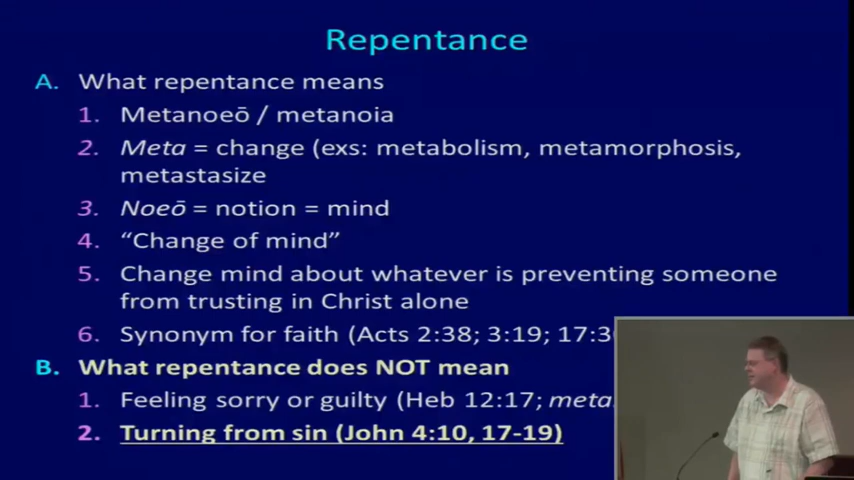 Repentance
A. What repentance means
1. Metanoeō / metanoia
2. Meta = change (exs: metabolism, metamorphosis,
metastasize
3. Noeō = notion = mind
4. “Change of mind”
5. Change mind about whatever is preventing someone
from trusting in Christ alone
6. Synonym for faith (Acts 2:38; 3:19;
B. What repentance does NOT mean
1. Feeling sorry or guilty (Heb 12:17;
2. Turning from sin (John 4:10, 17-19)